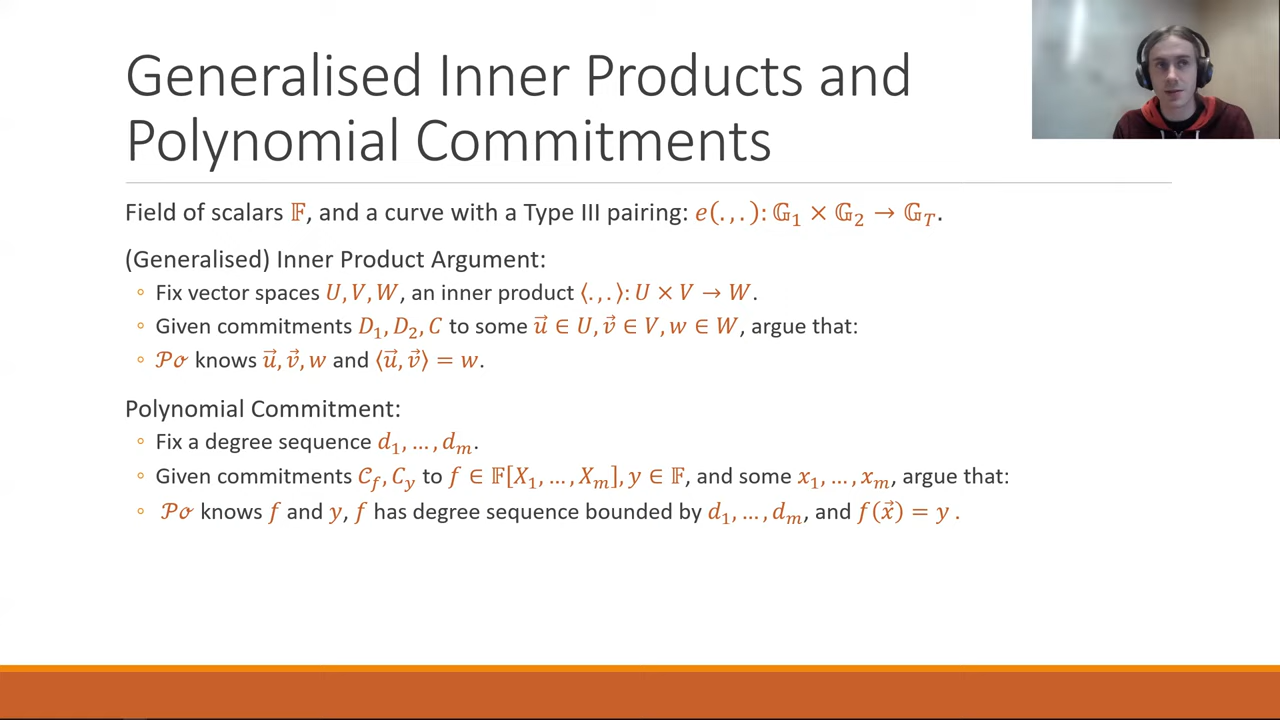 Generalised Inner Products and
Polynomial Commitments
Field of scalars 𝔽, and a curve with a Type III pairing: e(.,.): 𝔾₁ × 𝔾₂ → 𝔾_T.
(Generalised) Inner Product Argument:
◦ Fix vector spaces U, V, W, an inner product ⟨.,.⟩: U × V → W.
◦ Given commitments D₁, D₂, C to some u⃗ ∈ U, v⃗ ∈ V, w ∈ W, argue that:
◦ 𝒫ℴ knows u⃗, v⃗, w and ⟨u⃗, v⃗⟩ = w.
Polynomial Commitment:
◦ Fix a degree sequence d₁, … , d_m.
◦ Given commitments C_f, C_y to f ∈ 𝔽[X₁, … , X_m], y ∈ 𝔽, and some x₁, … , x_m, argue that:
◦ 𝒫ℴ knows f and y, f has degree sequence bounded by d₁, … , d_m, and f(x⃗) = y .